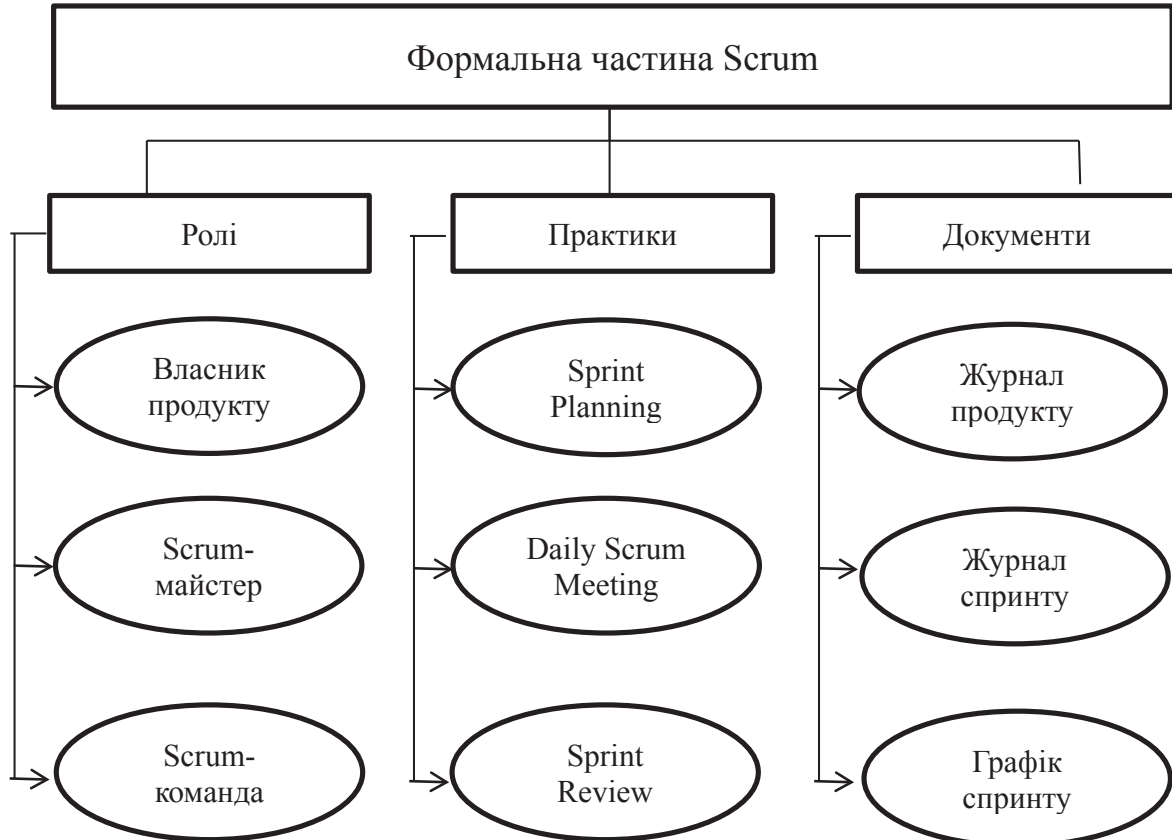 Формальна частина Scrum
Ролі
Практики
Документи
Власник
продукту
Sprint
Planning
Журнал
продукту
Scrum-
майстер
Daily Scrum
Meeting
Журнал
спринту
Scrum-
команда
Sprint
Review
Графік
спринту